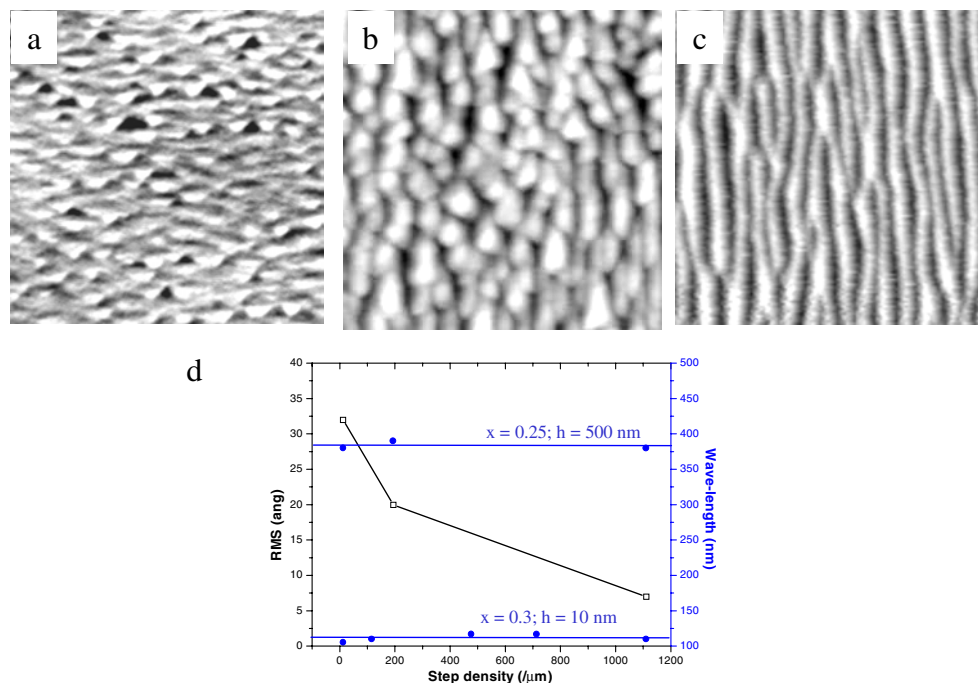 a
b
c
d
40
35
30
25
20
15
10
5
0
RMS (ang)
x = 0.25; h = 500 nm
x = 0.3; h = 10 nm
500
450
400
350
300
250
200
150
100
Wave-length (nm)
0 200 400 600 800 1000 1200
Step density (/μm)